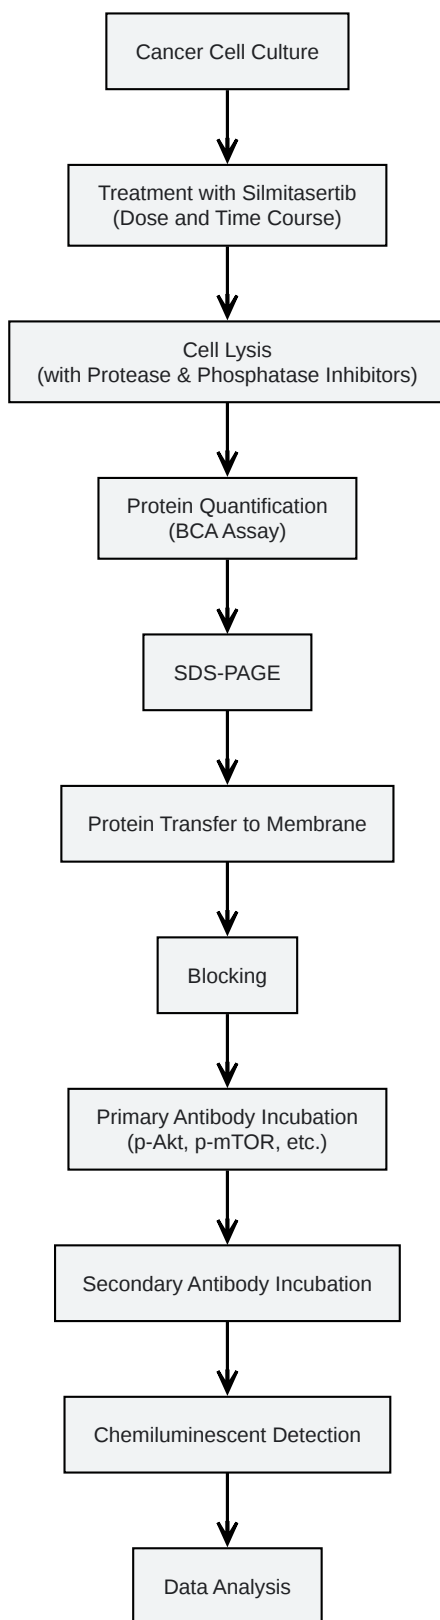 Cancer Cell Culture
Treatment with Silmitasertib
(Dose and Time Course)
Cell Lysis
(with Protease & Phosphatase Inhibitors)
Protein Quantification
(BCA Assay)
SDS-PAGE
Protein Transfer to Membrane
Blocking
Primary Antibody Incubation
(p-Akt, p-mTOR, etc.)
Secondary Antibody Incubation
Chemiluminescent Detection
Data Analysis